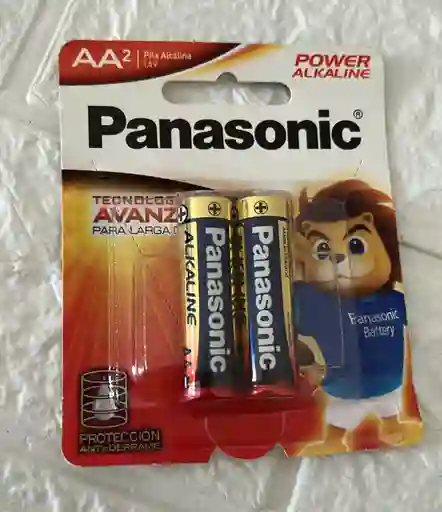 AA2
Pila Alcalina
1,5V
POWER
ALKALINE
Panasonic®
TECNOLOG
AVANZ
PARA LARGA D
ALKALINE
Panasonic
AA
Panasonic
Panasonic
Battery
PROTECCIÓN
ANTI-DERRAME